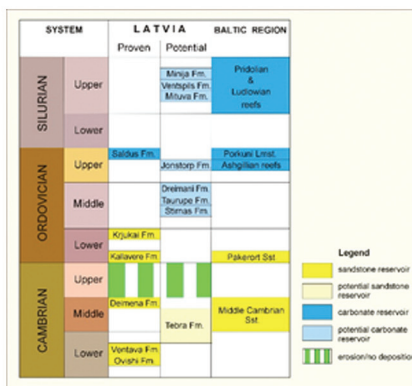 SYSTEM
LATVIA
BALTIC REGION
Proven
Potential
SILURIAN
Upper
Minija Fm.
Ventspils Fm.
Mituva Fm.
Pridolian
&
Ludlowian
reefs
Lower
ORDOVICIAN
Upper
Saldus Fm.
Jonstorp Fm.
Porkuni Lmst.
Ashgillian reefs
Middle
Dreimani Fm.
Taurupe Fm.
Stirnas Fm.
Lower
Krjukai Fm.
Kallavere Fm.
Pakerort Sst.
CAMBRIAN
Upper
Middle
Deimena Fm.
Tebra Fm.
Middle Cambrian
Sst.
Lower
Ventava Fm.
Ovishi Fm.
Legend
sandstone reservoir
potential sandstone
reservoir
carbonate reservoir
potential carbonate
reservoir
erosion/no deposition